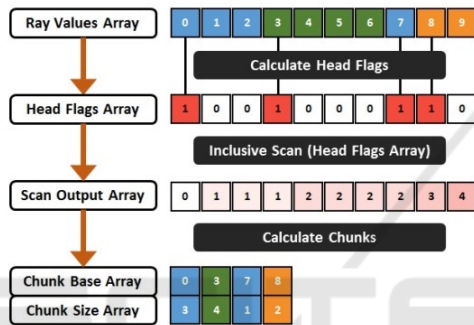 Ray Values Array 0 1 2 3 4 5 6 7 8 9
Calculate Head Flags
Head Flags Array 1 0 0 1 0 0 0 1 1 0
Inclusive Scan (Head Flags Array)
Scan Output Array 0 1 1 1 2 2 2 2 3 4
Calculate Chunks
Chunk Base Array 0 3 7 8
Chunk Size Array 3 4 1 2